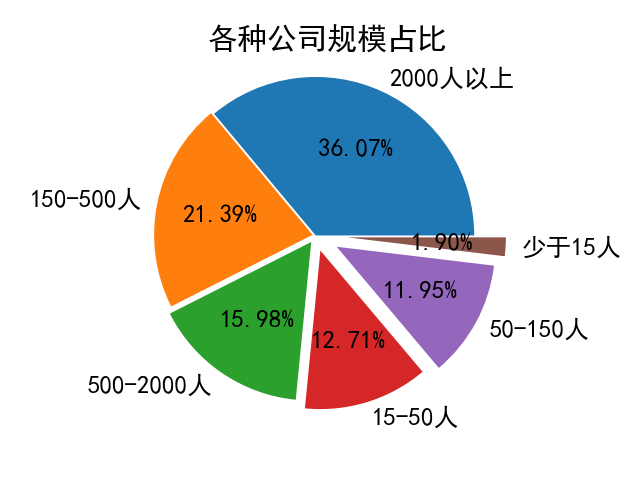 各种公司规模占比
2000人以上
36.07%
150-500人
21.39%
1.90%
少于15人
11.95%
50-150人
15.98%
12.71%
500-2000人
15-50人